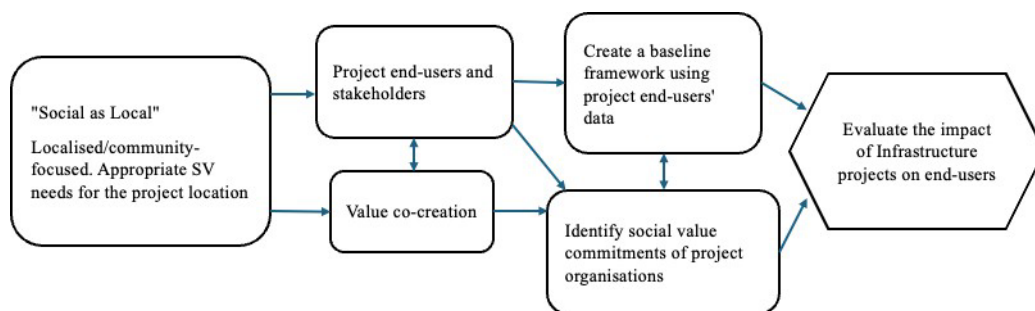 "Social as Local"
Localised/community-
focused. Appropriate SV
needs for the project location
Project end-users and
stakeholders
Value co-creation
Create a baseline
framework using
project end-users'
data
Identify social value
commitments of project
organisations
Evaluate the impact
of Infrastructure
projects on end-users